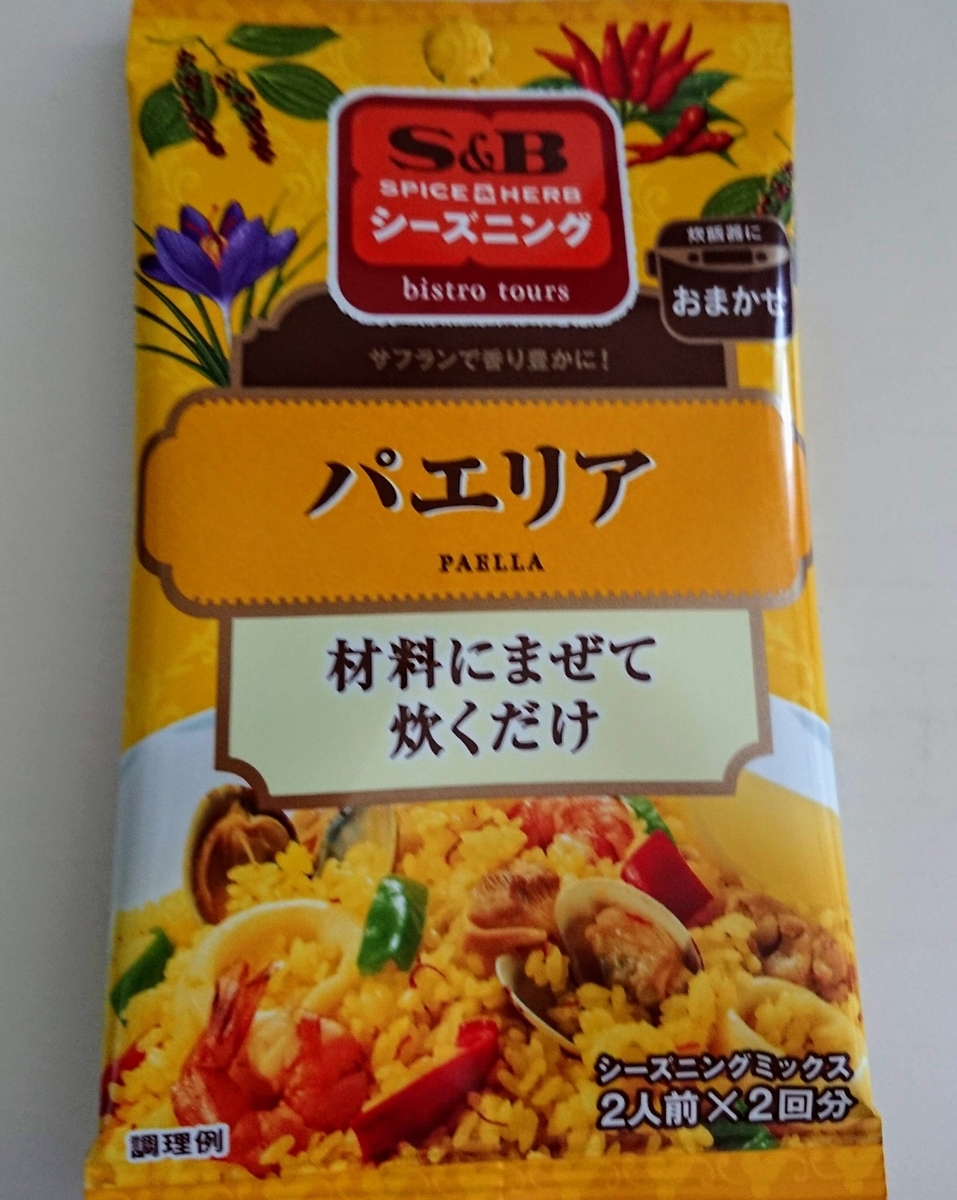 S&B
SPICE&HERB
シーズニング
bistro tours
炊飯器に
おまかせ
サフランで香り豊かに!
パエリア
PAELLA
材料にまぜて
炊くだけ
シーズニングミックス
2人前×2回分
調理例